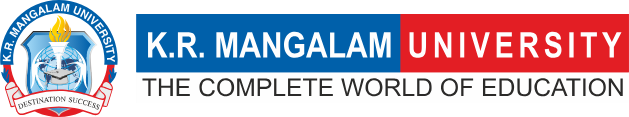 K.R. MANGALAM UNIVERSITY
DESTINATION SUCCESS
K.R. MANGALAM UNIVERSITY
THE COMPLETE WORLD OF EDUCATION